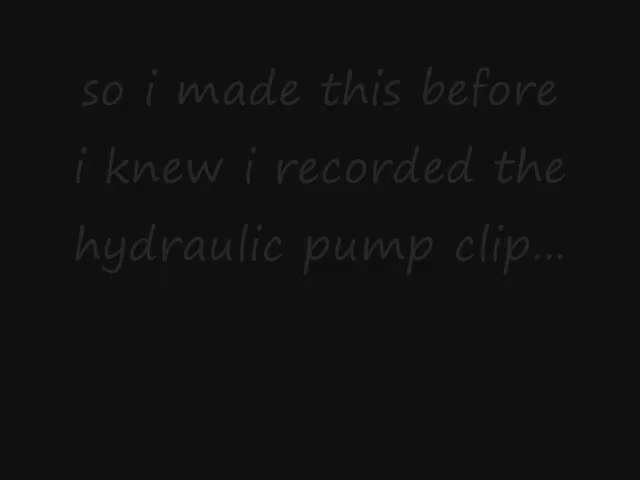 so i made this before
i knew i recorded the
hydraulic pump clip...